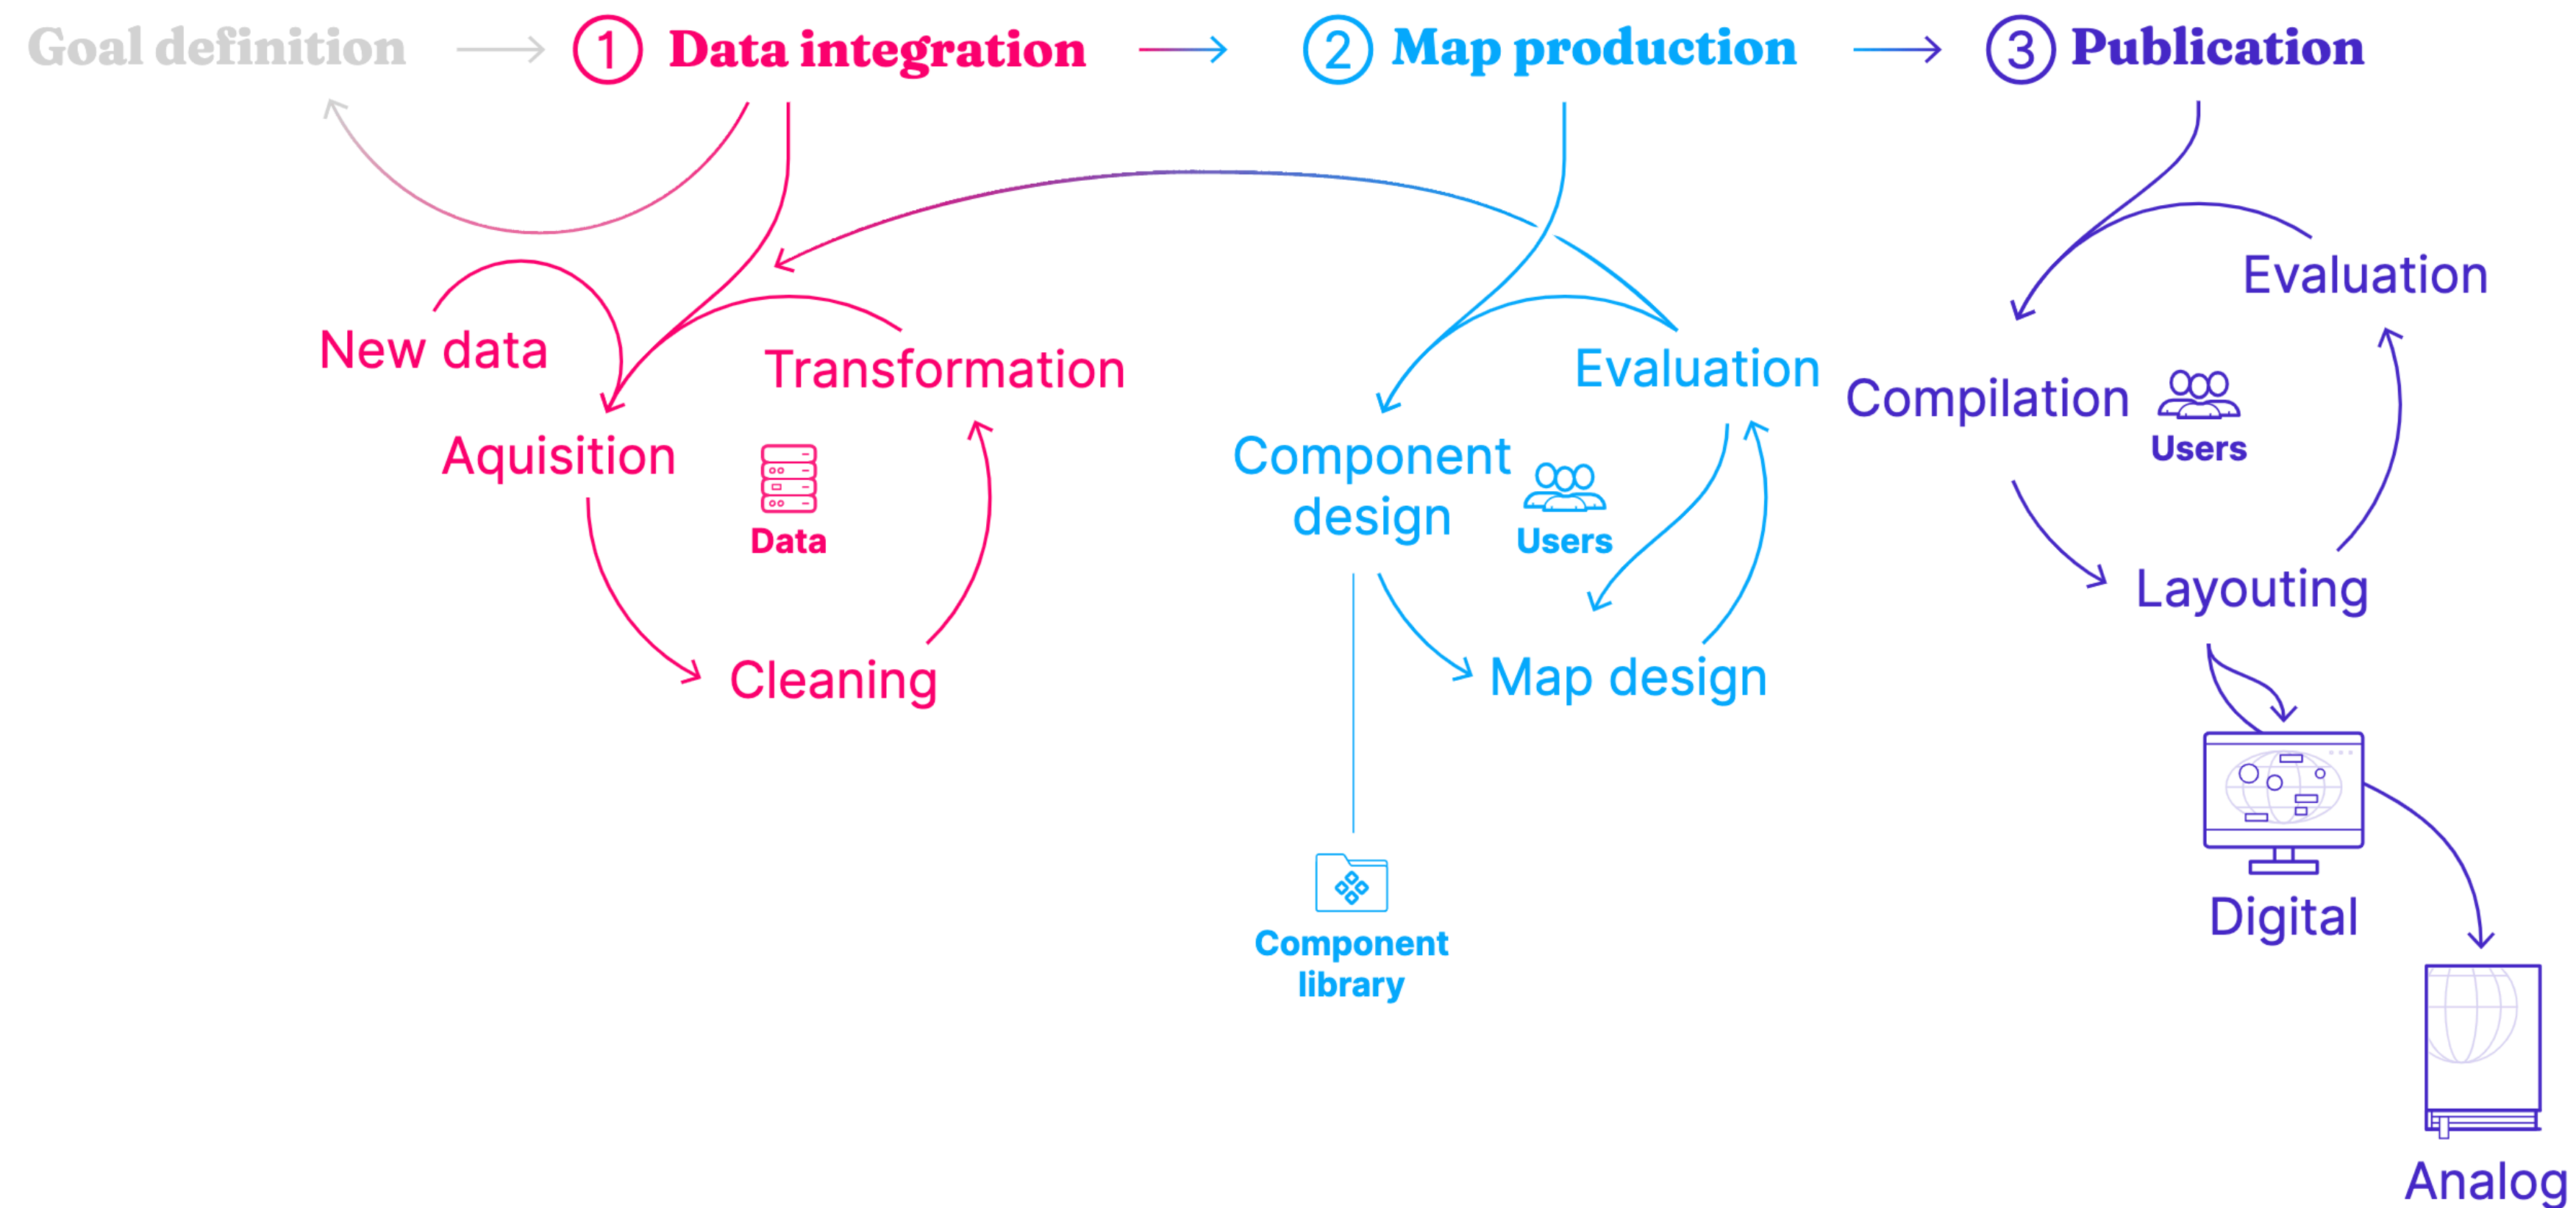 Goal definition
1 Data integration
2 Map production
3 Publication
New data
Transformation
Aquisition
Data
Cleaning
Evaluation
Component
design
Users
Map design
Component
library
Evaluation
Compilation
Users
Layouting
Digital
Analog